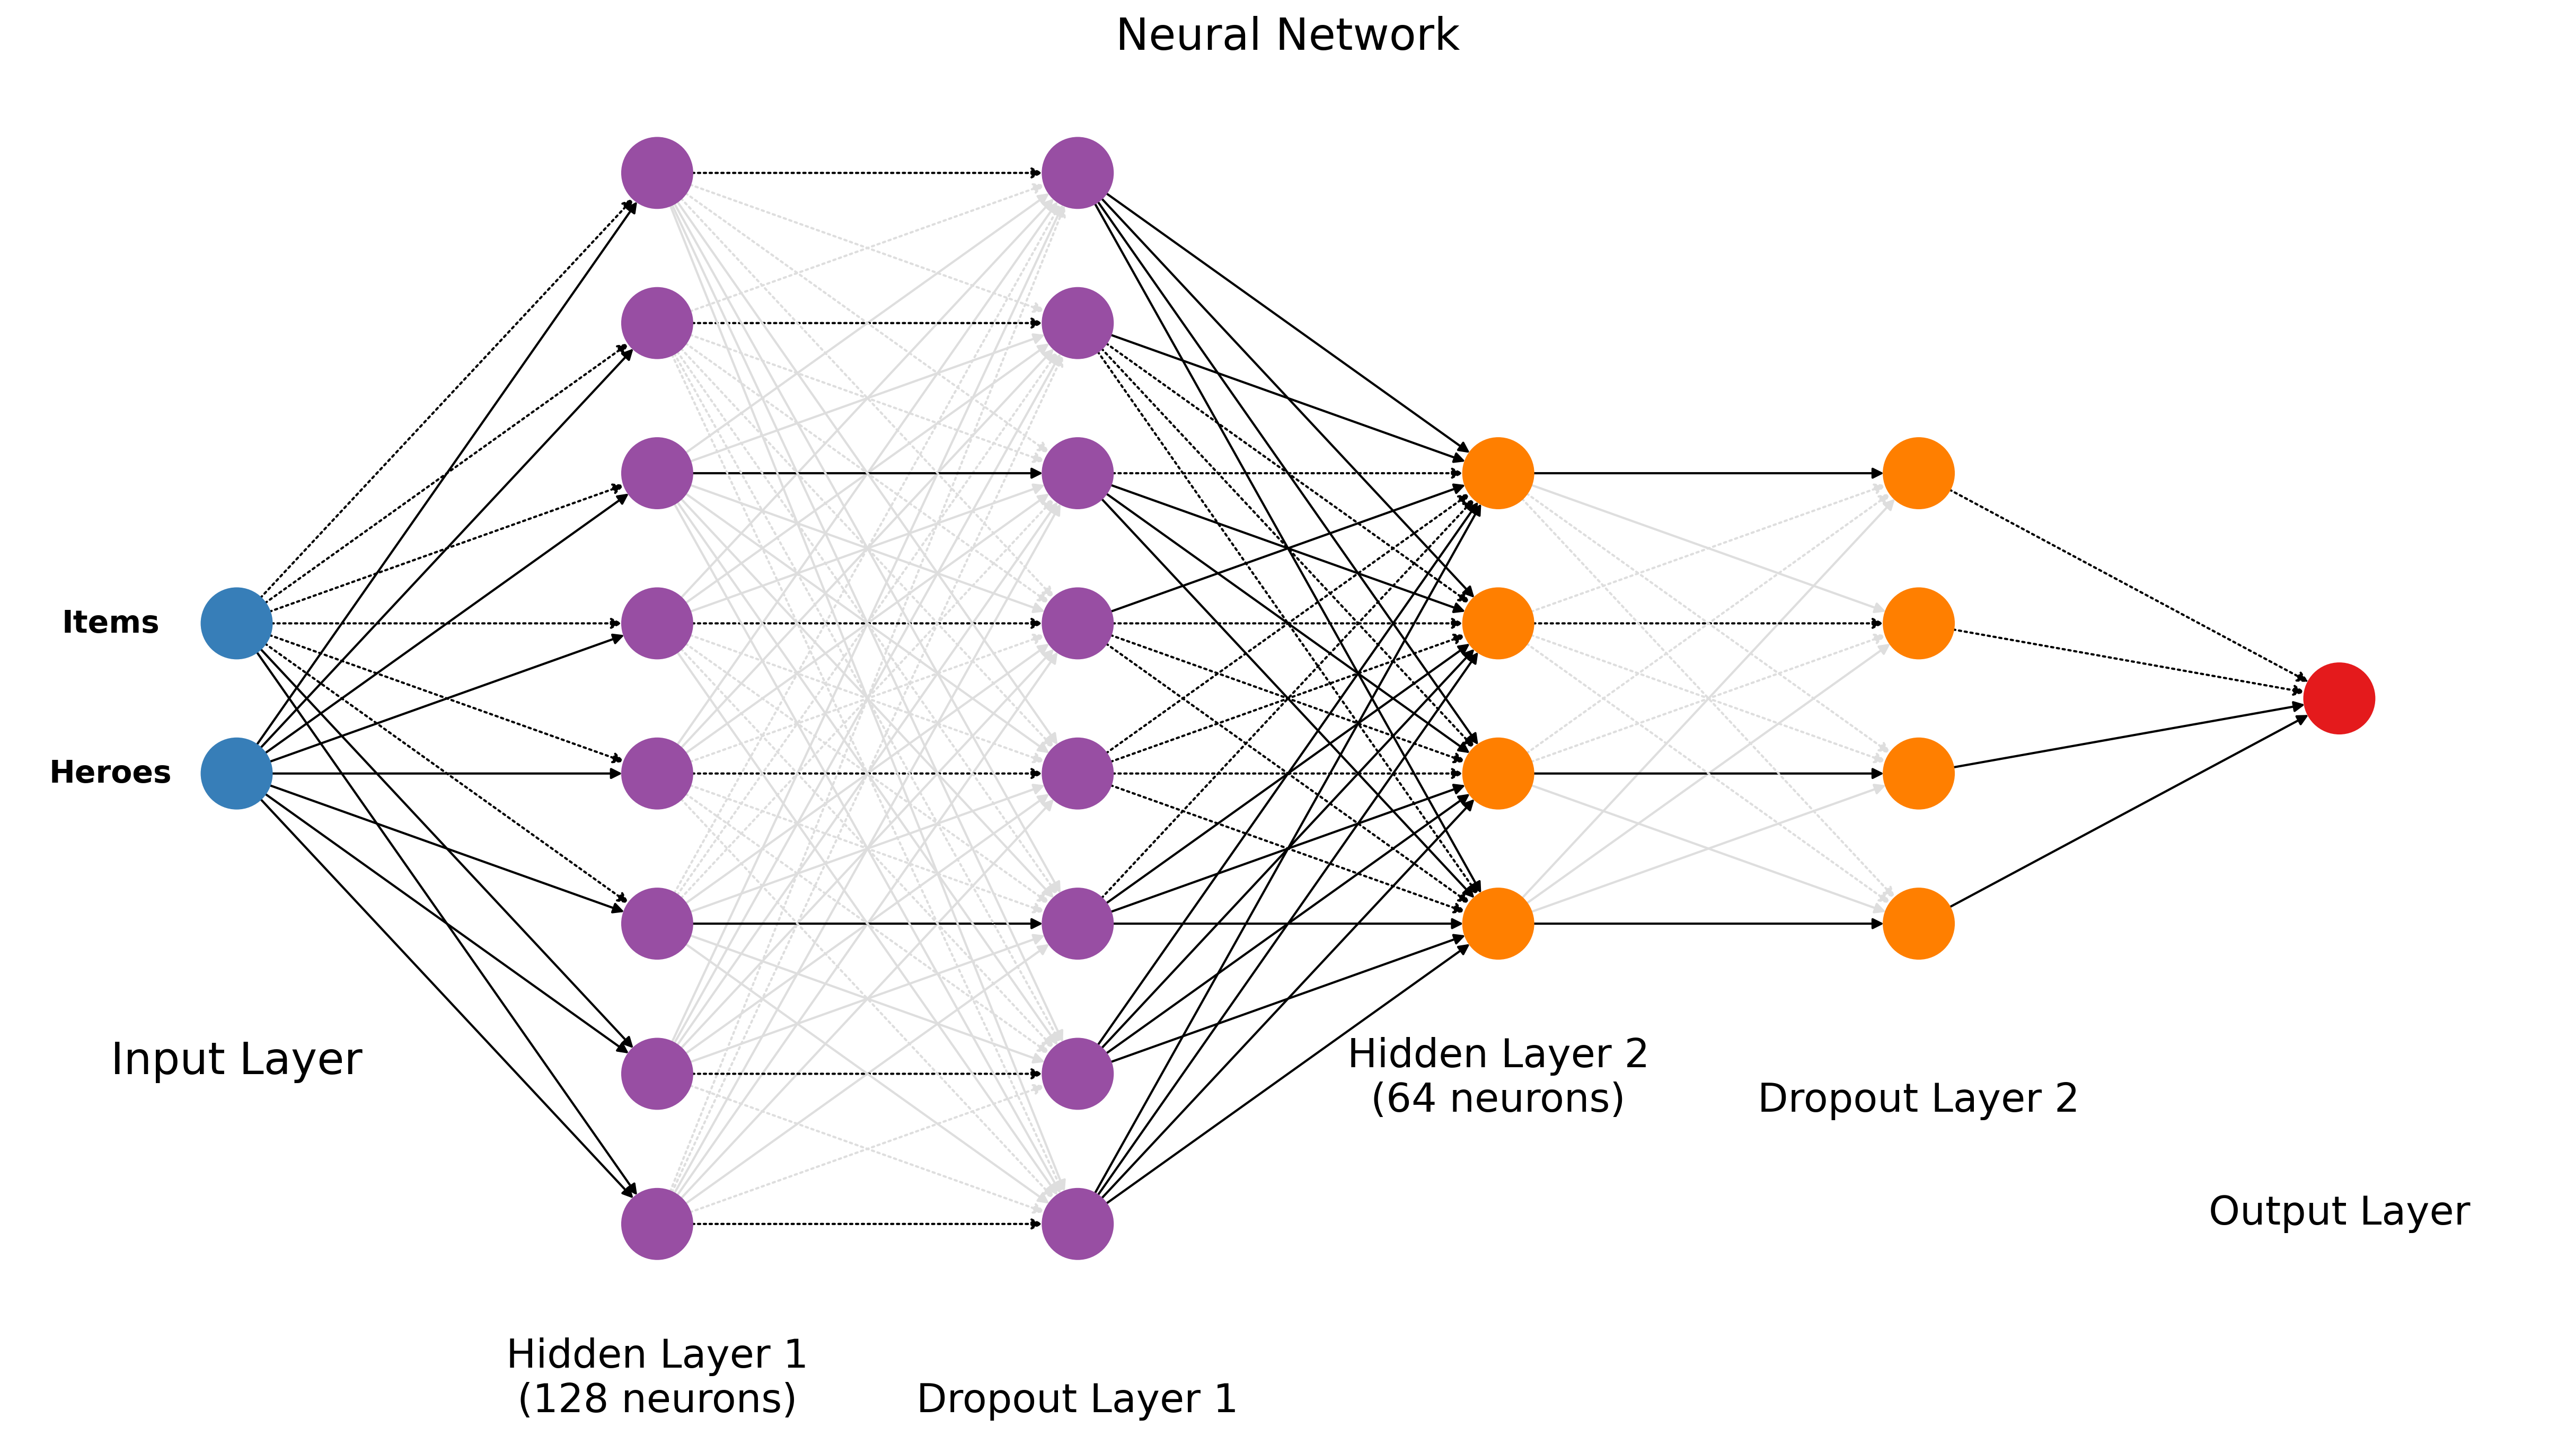 Neural Network
Items
Heroes
Input Layer
Hidden Layer 1
(128 neurons)
Dropout Layer 1
Hidden Layer 2
(64 neurons)
Dropout Layer 2
Output Layer